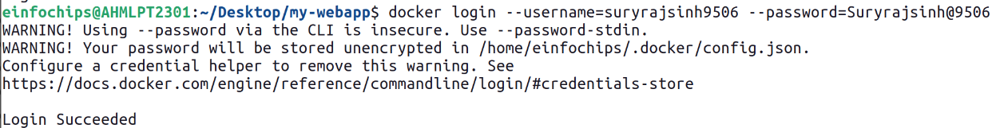 einfochips@AHMLPT2301:~/Desktop/my-webapp$ docker login --username=suryrajsinh9506 --password=Suryrajsinh@9506
WARNING! Using --password via the CLI is insecure. Use --password-stdin.
WARNING! Your password will be stored unencrypted in /home/einfochips/.docker/config.json.
Configure a credential helper to remove this warning. See
https://docs.docker.com/engine/reference/commandline/login/#credentials-store
Login Succeeded